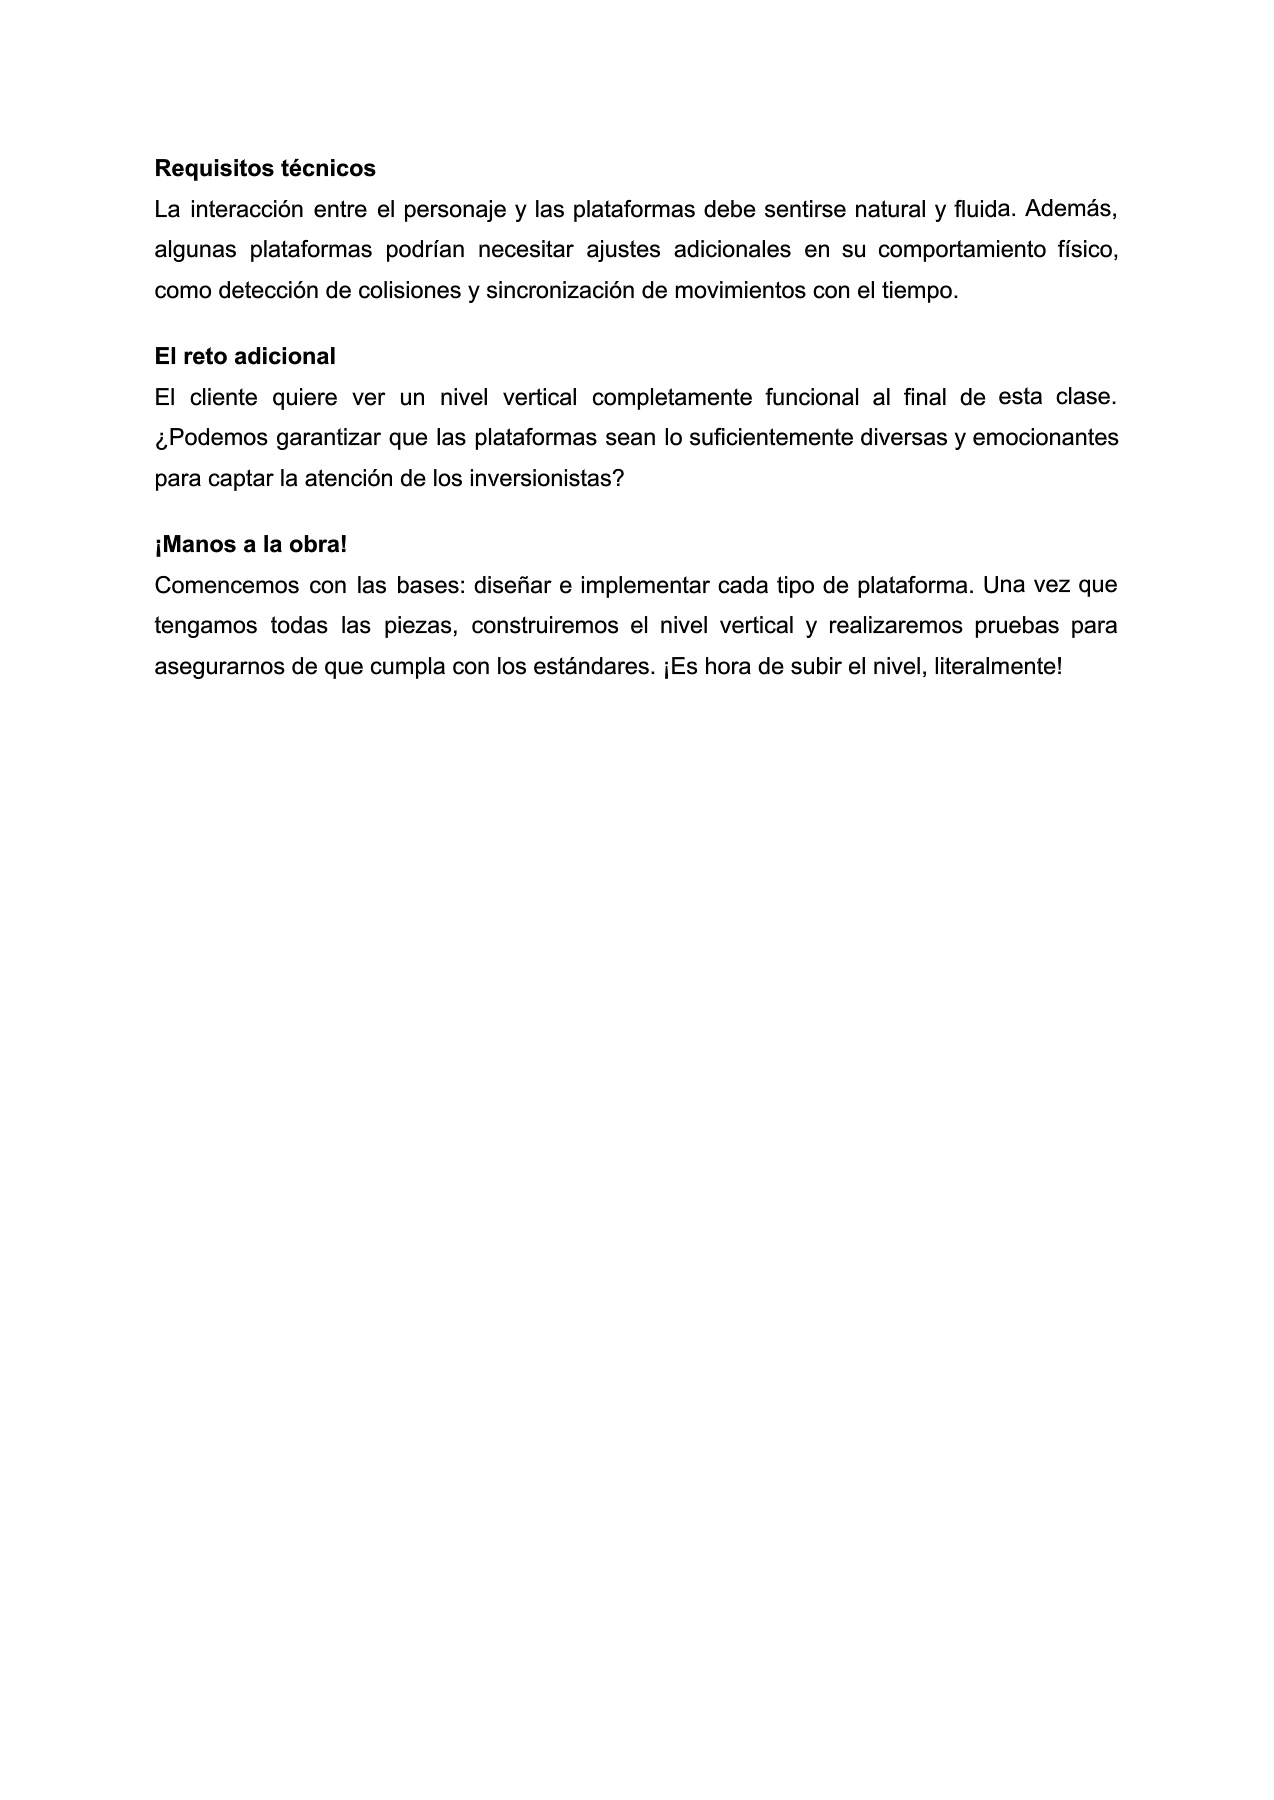 Requisitos técnicos
La interacción entre el personaje y las plataformas debe sentirse natural y fluida. Además,
algunas plataformas podrían necesitar ajustes adicionales en su comportamiento físico,
como detección de colisiones y sincronización de movimientos con el tiempo.
El reto adicional
El cliente quiere ver un nivel vertical completamente funcional al final de esta clase.
¿Podemos garantizar que las plataformas sean lo suficientemente diversas y emocionantes
para captar la atención de los inversionistas?
¡Manos a la obra!
Comencemos con las bases: diseñar e implementar cada tipo de plataforma. Una vez que
tengamos todas las piezas, construiremos el nivel vertical y realizaremos pruebas para
asegurarnos de que cumpla con los estándares. ¡Es hora de subir el nivel, literalmente!